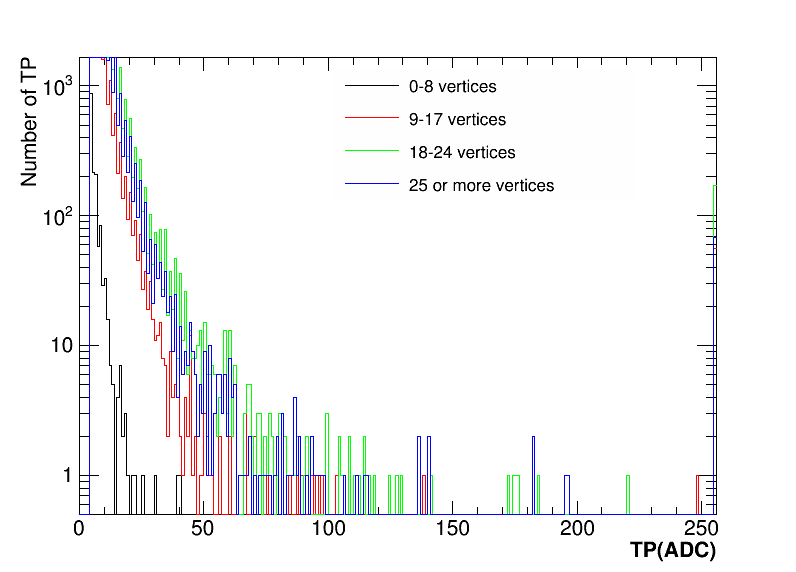 Number of TP
10³
10²
10
1
0-8 vertices
9-17 vertices
18-24 vertices
25 or more vertices
0 50 100 150 200 250
TP(ADC)